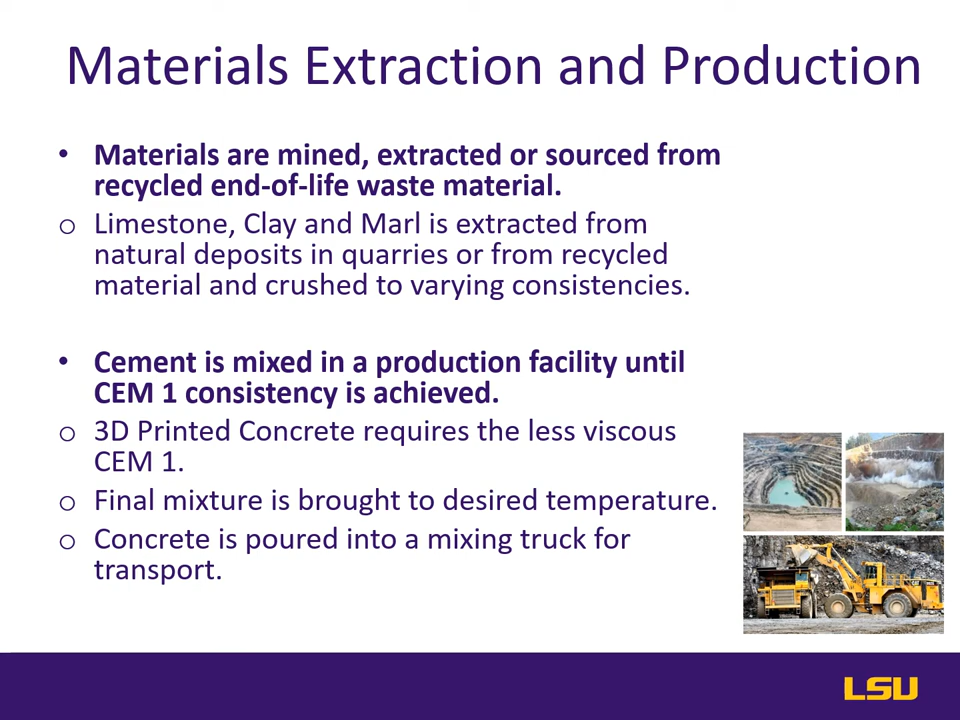 Materials Extraction and Production
• Materials are mined, extracted or sourced from
recycled end-of-life waste material.
o Limestone, Clay and Marl is extracted from
natural deposits in quarries or from recycled
material and crushed to varying consistencies.
• Cement is mixed in a production facility until
CEM 1 consistency is achieved.
o 3D Printed Concrete requires the less viscous
CEM 1.
o Final mixture is brought to desired temperature.
o Concrete is poured into a mixing truck for
transport.
LSU